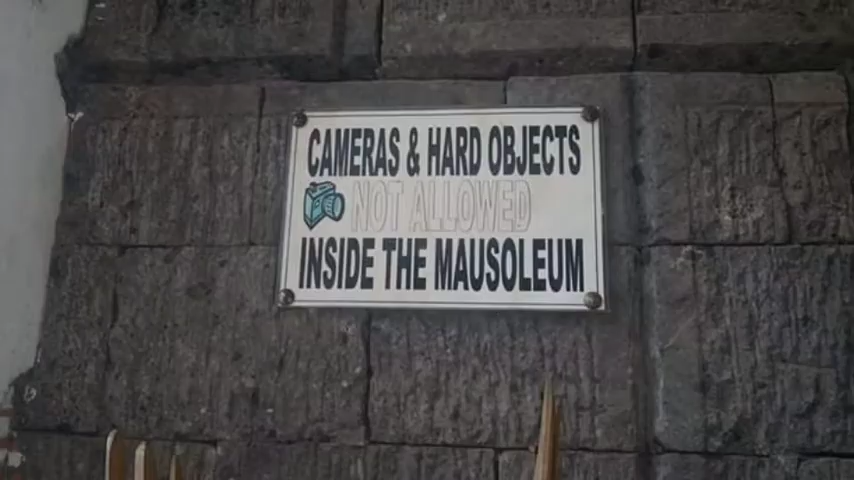 CAMERAS & HARD OBJECTS
NOT ALLOWED
INSIDE THE MAUSOLEUM